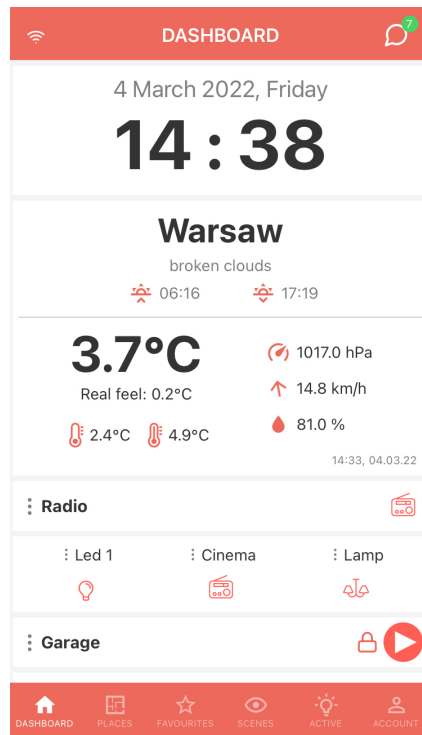 DASHBOARD
7
4 March 2022, Friday
14 : 38
Warsaw
broken clouds
06:16 17:19
3.7°C
Real feel: 0.2°C
2.4°C 4.9°C
1017.0 hPa
14.8 km/h
81.0 %
14:33, 04.03.22
Radio
Led 1 Cinema Lamp
Garage
DASHBOARD PLACES FAVOURITES SCENES ACTIVE ACCOUNT